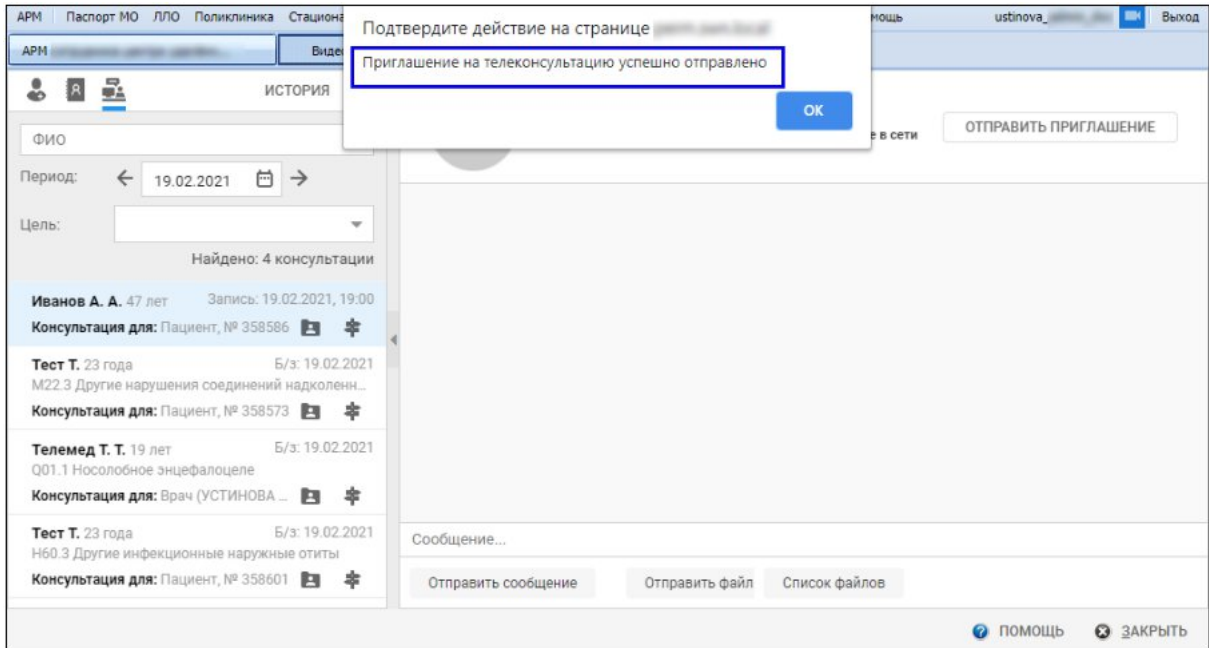 АРМ Паспорт МО ЛЛО Поликлиника Стациона
мощь ustinova_ Выход
АРМ Видео
Подтвердите действие на странице
Приглашение на телеконсультацию успешно отправлено
ОК
ИСТОРИЯ
е в сети ОТПРАВИТЬ ПРИГЛАШЕНИЕ
ФИО
Период: 19.02.2021
Цель:
Найдено: 4 консультации
Иванов А. А. 47 лет Запись: 19.02.2021, 19:00
Консультация для: Пациент, № 358586
Тест Т. 23 года Б/з: 19.02.2021
M22.3 Другие нарушения соединений надколенн...
Консультация для: Пациент, № 358573
Телемед Т. Т. 19 лет Б/з: 19.02.2021
Q01.1 Носолобное энцефалоцеле
Консультация для: Врач (УСТИНОВА ...
Тест Т. 23 года Б/з: 19.02.2021
H60.3 Другие инфекционные наружные отиты
Консультация для: Пациент, № 358601
Сообщение...
Отправить сообщение Отправить файл Список файлов
ПОМОЩЬ ЗАКРЫТЬ